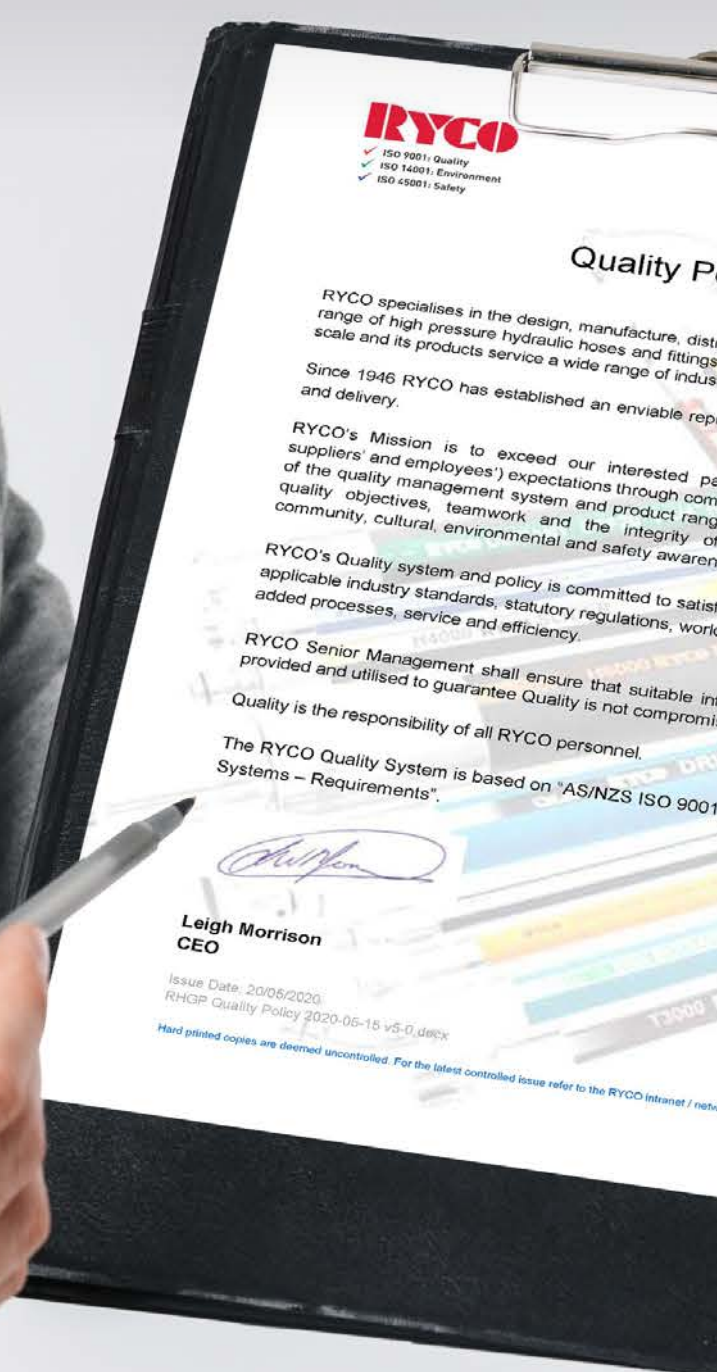 RYCO
ISO 9001: Quality
ISO 14001: Environment
ISO 45001: Safety
Quality Po
RYCO specialises in the design, manufacture, distr
range of high pressure hydraulic hoses and fittings
scale and its products service a wide range of indus
Since 1946 RYCO has established an enviable rep
and delivery.
RYCO's Mission is to exceed our interested pa
suppliers' and employees') expectations through com
of the quality management system and product rang
quality objectives, teamwork and the integrity of
community, cultural, environmental and safety awaren
RYCO's Quality system and policy is committed to satisf
applicable industry standards, statutory regulations, worl
added processes, service and efficiency.
RYCO Senior Management shall ensure that suitable inf
provided and utilised to guarantee Quality is not compromis
Quality is the responsibility of all RYCO personnel.
The RYCO Quality System is based on "AS/NZS ISO 9001
Systems – Requirements".
Leigh Morrison
CEO
Issue Date: 20/05/2020
RHGP Quality Policy 2020-05-15 v5-0.docx
Hard printed copies are deemed uncontrolled. For the latest controlled issue refer to the RYCO intranet / netw